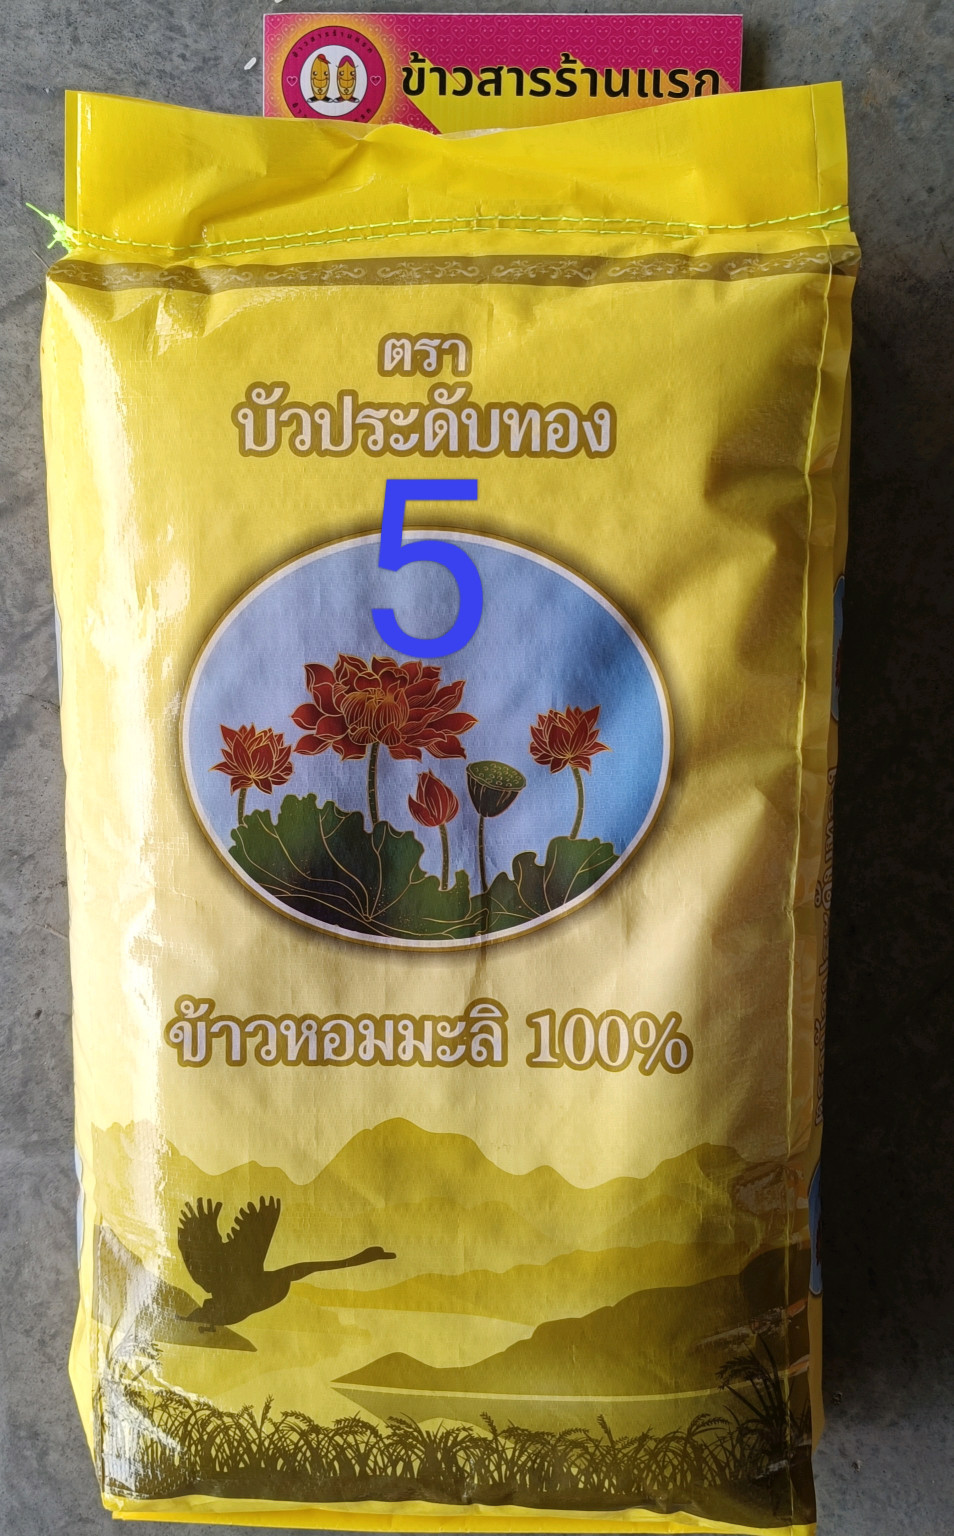 ข้าวสารร้านแรก
ตรา
บัวประดับทอง
5
ข้าวหอมมะลิ 100%